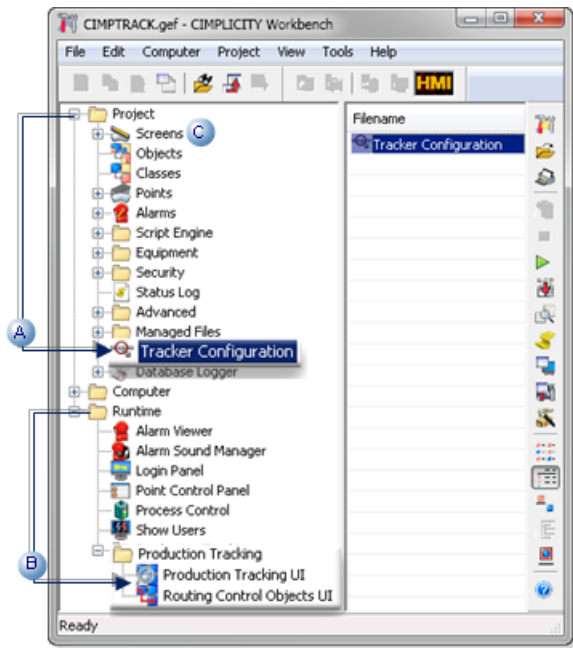 CIMPTRACK.gef - CIMPLICITY Workbench
File Edit Computer Project View Tools Help
HMI
Project
Screens C
Objects
Classes
Points
Alarms
Script Engine
Equipment
Security
Status Log
Advanced
Managed Files
A
Tracker Configuration
Database Logger
Computer
Runtime
Alarm Viewer
Alarm Sound Manager
Login Panel
Point Control Panel
Process Control
Show Users
Production Tracking
B
Production Tracking UI
Routing Control Objects UI
Filename
Tracker Configuration
Ready